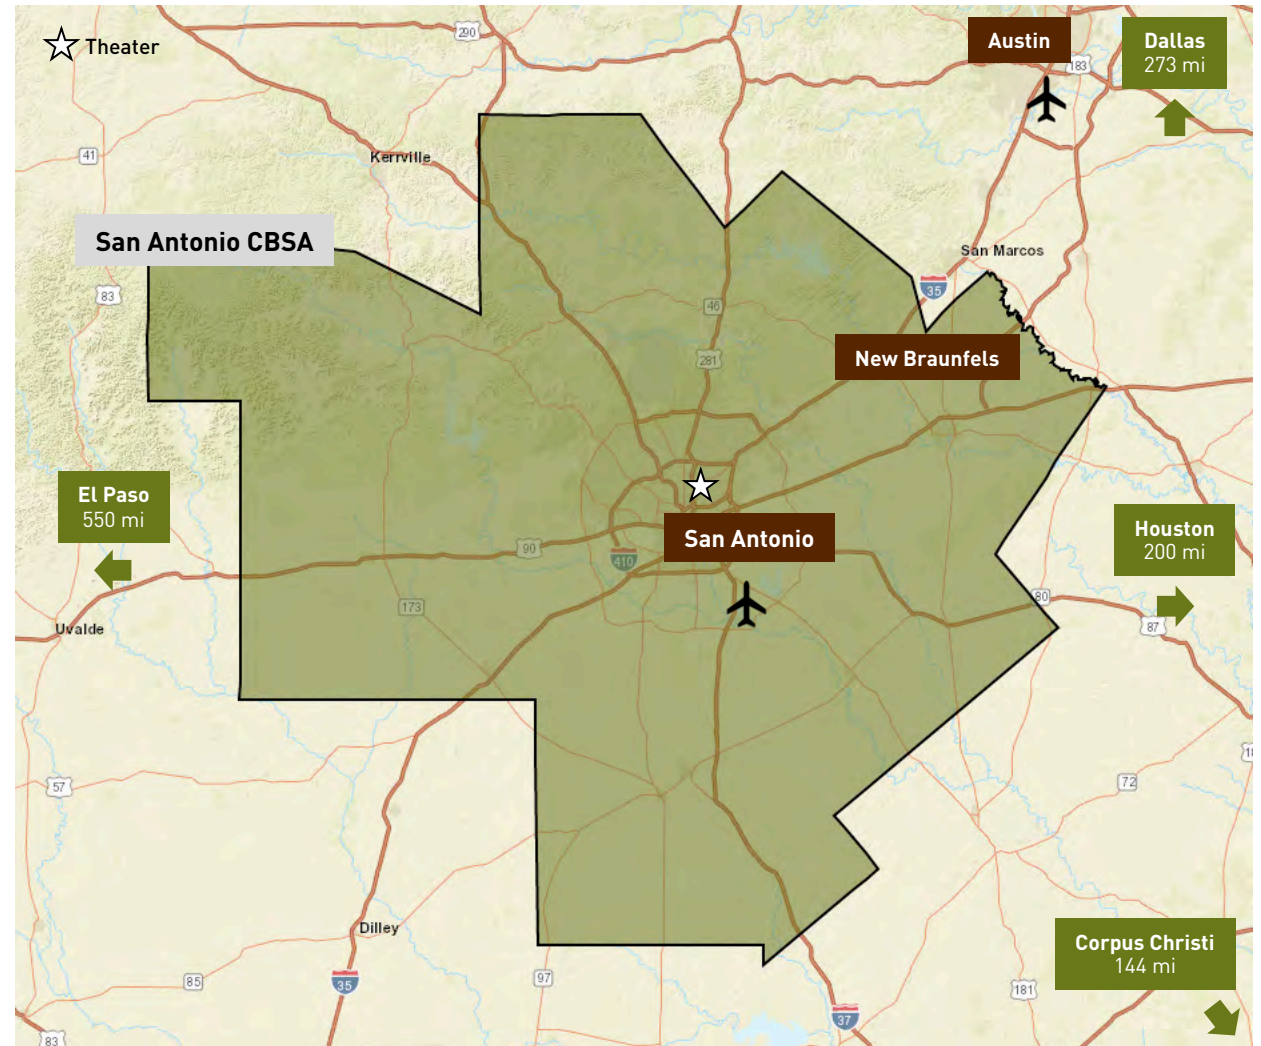 Theater
290
Austin
Dallas
273 mi
183
41
Kerrville
San Antonio CBSA
San Marcos
83
35
46
281
New Braunfels
El Paso
550 mi
Houston
200 mi
San Antonio
90
410
173
80
87
Uvalde
57
72
Dilley
Corpus Christi
144 mi
85
35
97
181
37
83